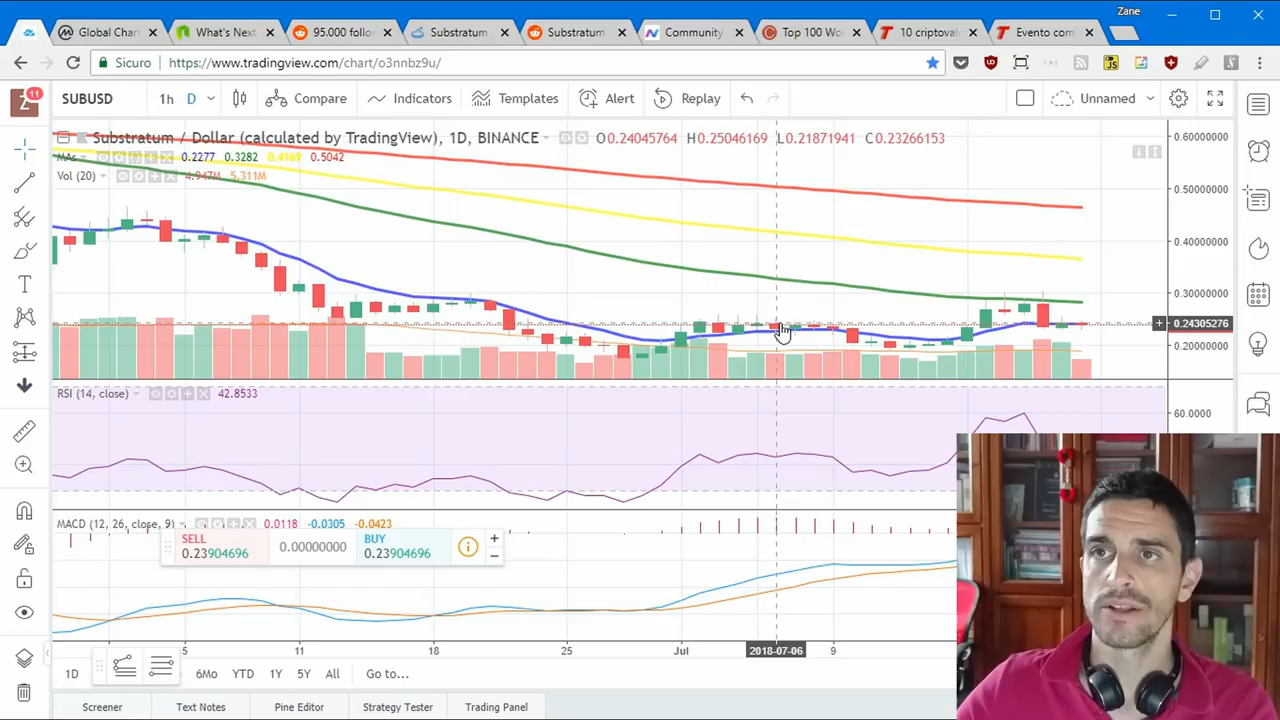 Zane
Global Char
What's Next
95.000 follo
Substratum
Substratum
Community
Top 100 Wo
10 criptoval
Evento com
Sicuro
https://www.tradingview.com/chart/o3nnbz9u/
11
SUBUSD
1h
D
Compare
Indicators
Templates
Alert
Replay
Unnamed
Substratum / Dollar (calculated by TradingView), 1D, BINANCE
O0.24045764 H0.25046169 L0.21871941 C0.23266153
MAs
0.2277 0.3282 0.4169 0.5042
Vol (20)
4.947M 5.311M
0.60000000
0.50000000
0.40000000
0.30000000
0.24305276
0.20000000
RSI (14, close)
42.8533
60.0000
MACD (12, 26, close, 9)
0.0118 -0.0305 -0.0423
SELL
0.23904696
0.00000000
BUY
0.23904696
5
11
18
25
Jul
2018-07-06
9
1D
6Mo
YTD
1Y
5Y
All
Go to...
Screener
Text Notes
Pine Editor
Strategy Tester
Trading Panel